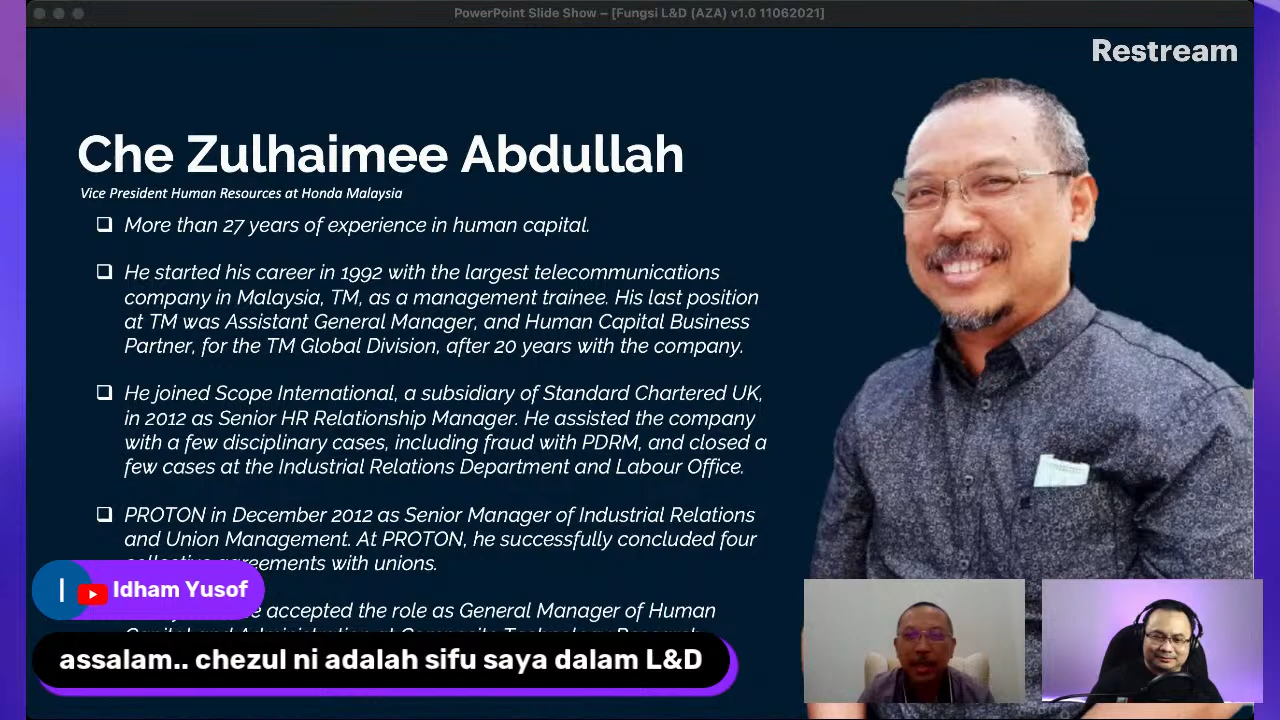 PowerPoint Slide Show – [Fungsi L&D (AZA) v1.0 11062021]
Restream
Che Zulhaimee Abdullah
Vice President Human Resources at Honda Malaysia
More than 27 years of experience in human capital.
He started his career in 1992 with the largest telecommunications
company in Malaysia, TM, as a management trainee. His last position
at TM was Assistant General Manager, and Human Capital Business
Partner, for the TM Global Division, after 20 years with the company.
He joined Scope International, a subsidiary of Standard Chartered UK,
in 2012 as Senior HR Relationship Manager. He assisted the company
with a few disciplinary cases, including fraud with PDRM, and closed a
few cases at the Industrial Relations Department and Labour Office.
PROTON in December 2012 as Senior Manager of Industrial Relations
and Union Management. At PROTON, he successfully concluded four
collective agreements with unions.
accepted the role as General Manager of Human
I
Idham Yusof
assalam.. chezul ni adalah sifu saya dalam L&D